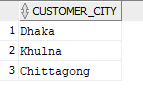 CUSTOMER_CITY
1 Dhaka
2 Khulna
3 Chittagong